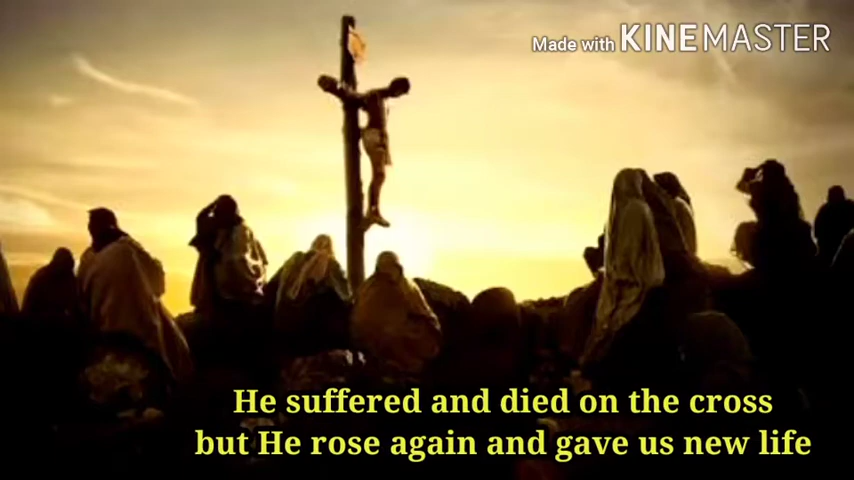 Made with KINEMASTER
He suffered and died on the cross
but He rose again and gave us new life